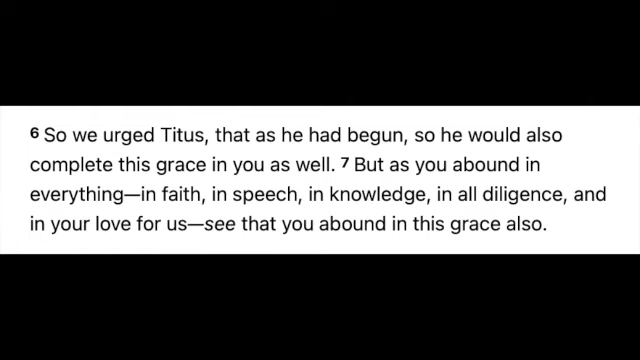 6 So we urged Titus, that as he had begun, so he would also
complete this grace in you as well. 7 But as you abound in
everything—in faith, in speech, in knowledge, in all diligence, and
in your love for us—see that you abound in this grace also.